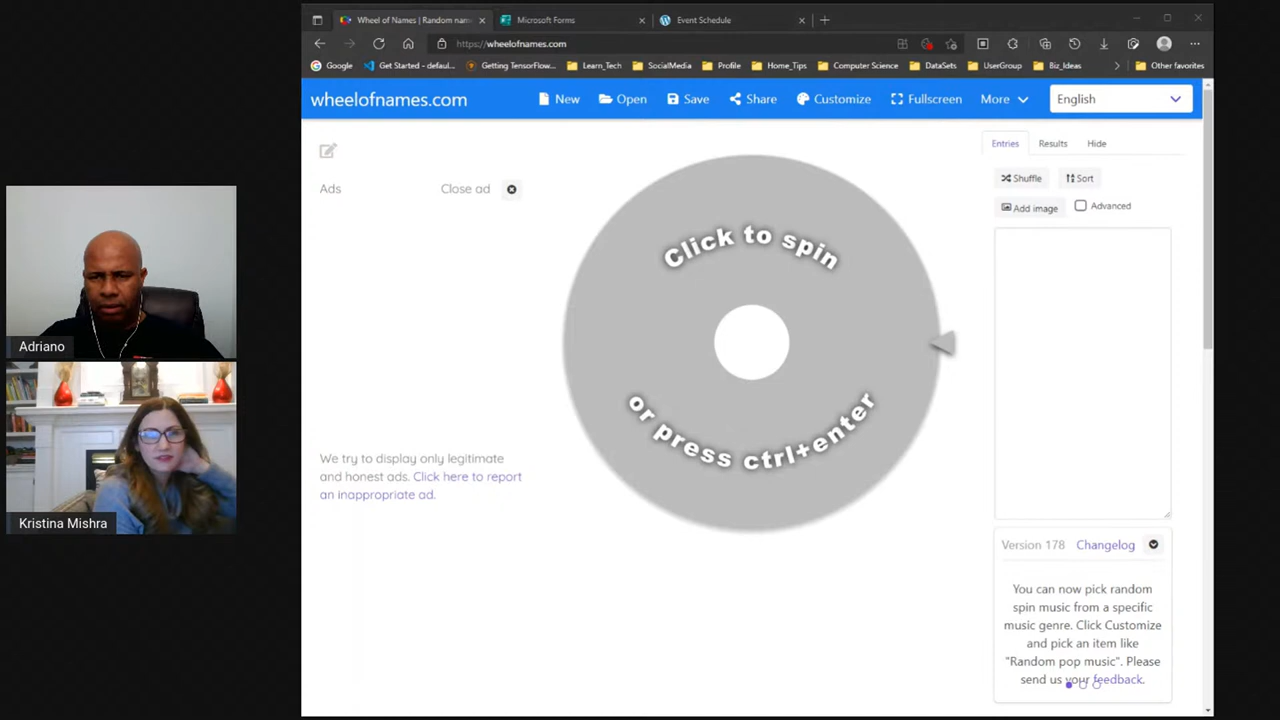 Wheel of Names | Random nam
Microsoft Forms
Event Schedule
https://wheelofnames.com
Google
Get Started - defaul...
Getting TensorFlow...
Learn_Tech
SocialMedia
Profile
Home_Tips
Computer Science
DataSets
UserGroup
Biz_Ideas
Other favorites
wheelofnames.com
New
Open
Save
Share
Customize
Fullscreen
More
English
Entries
Results
Hide
Ads
Close ad
Shuffle
Sort
Add image
Advanced
Click to spin
or press ctrl+enter
We try to display only legitimate
and honest ads. Click here to report
an inappropriate ad.
Version 178
Changelog
You can now pick random
spin music from a specific
music genre. Click Customize
and pick an item like
"Random pop music". Please
send us your feedback.
Adriano
Kristina Mishra